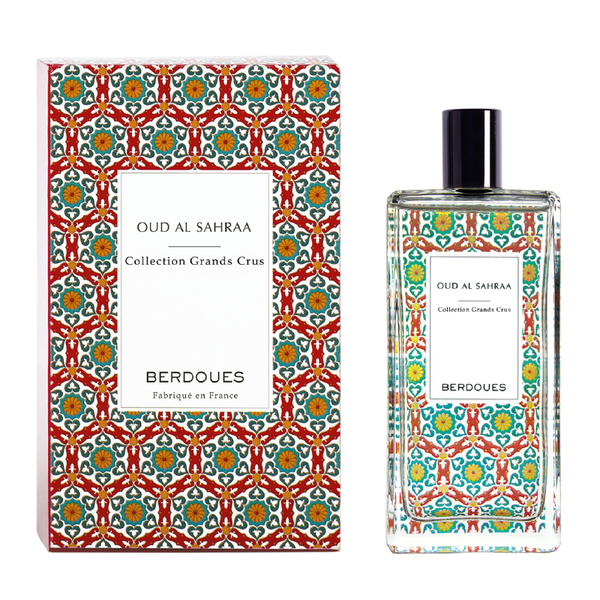 OUD AL SAHRAA
Collection Grands Crus
BERDOUES
Fabriqué en France
OUD AL SAHRAA
Collection Grands Crus
BERDOUES